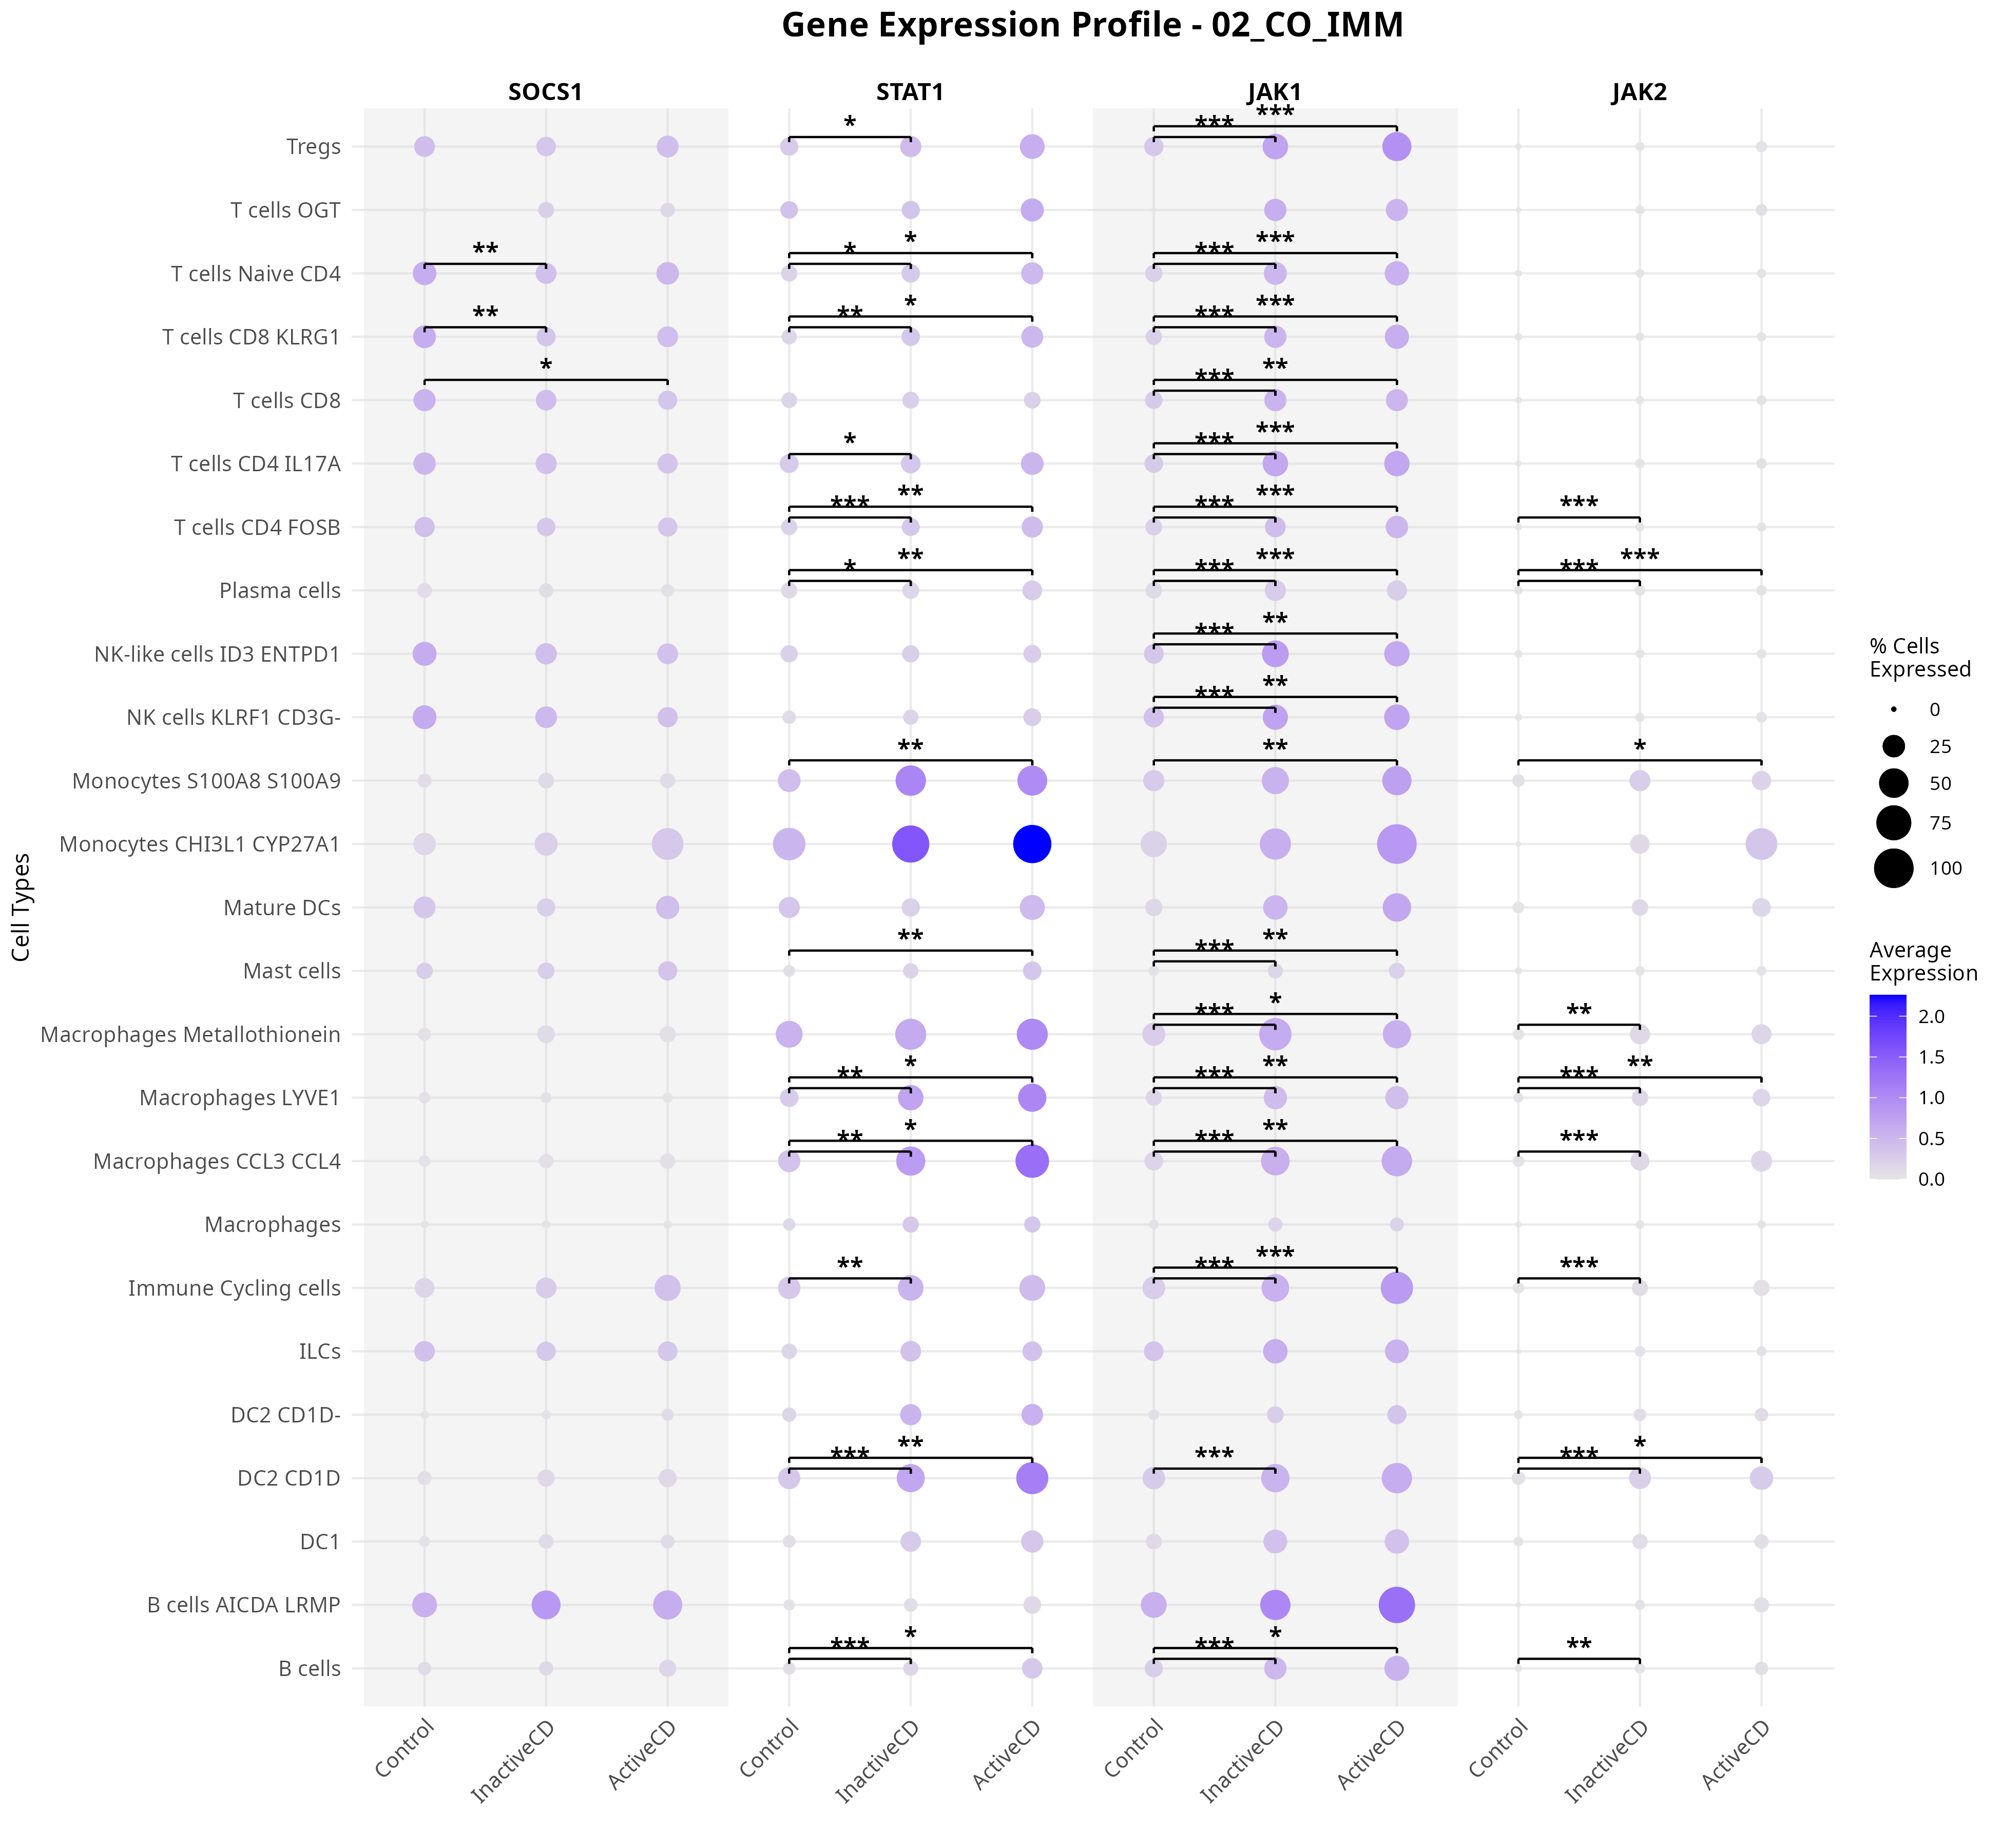 Gene Expression Profile - 02_CO_IMM
SOCS1 STAT1 JAK1 JAK2
Cell Types
Tregs * *** ***
T cells OGT
T cells Naive CD4 ** * * *** ***
T cells CD8 KLRG1 ** ** * *** ***
T cells CD8 * *** **
T cells CD4 IL17A * *** ***
T cells CD4 FOSB *** ** *** *** ***
Plasma cells * ** *** *** *** ***
NK-like cells ID3 ENTPD1 *** **
NK cells KLRF1 CD3G- *** **
Monocytes S100A8 S100A9 ** ** *
Monocytes CHI3L1 CYP27A1
Mature DCs
Mast cells ** *** **
Macrophages Metallothionein *** * **
Macrophages LYVE1 ** * *** ** *** **
Macrophages CCL3 CCL4 ** * *** ** ***
Macrophages
Immune Cycling cells ** *** *** ***
ILCs
DC2 CD1D-
DC2 CD1D *** ** *** *** *
DC1
B cells AICDA LRMP
B cells *** * *** * **
Control InactiveCD ActiveCD Control InactiveCD ActiveCD Control InactiveCD ActiveCD Control InactiveCD ActiveCD
% Cells
Expressed
0
25
50
75
100
Average
Expression
2.0
1.5
1.0
0.5
0.0